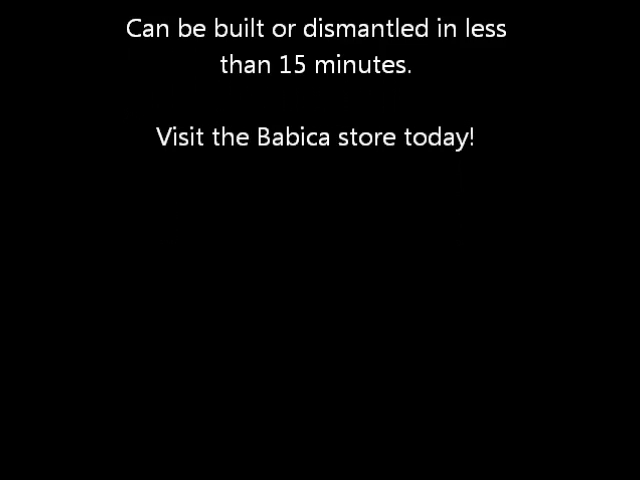 Can be built or dismantled in less
than 15 minutes.
Visit the Babica store today!